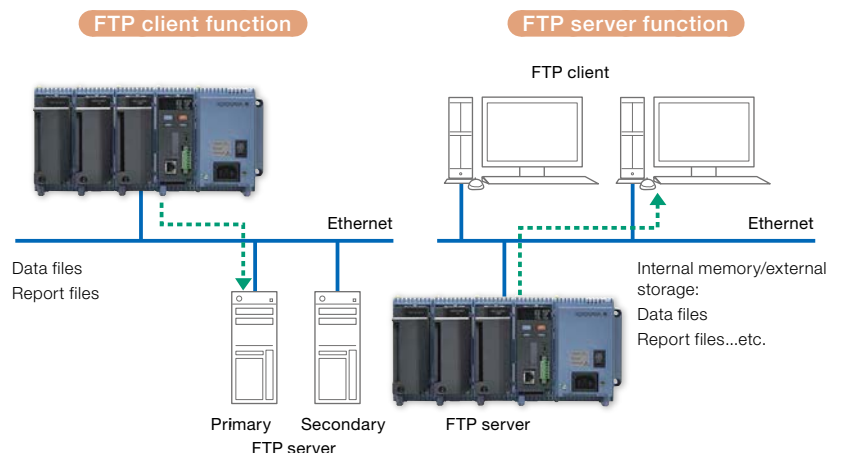 FTP client function
FTP server function
FTP client
Ethernet
Ethernet
Data files
Report files
Internal memory/external
storage:
Data files
Report files...etc.
Primary
Secondary
FTP server
FTP server